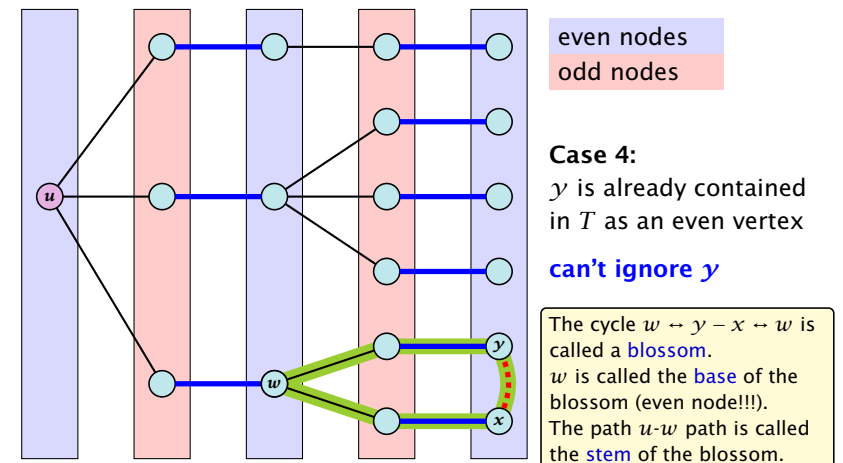 even nodes
odd nodes
Case 4:
y is already contained
in T as an even vertex
can't ignore y
u
w
y
x
The cycle w ↔ y – x ↔ w is
called a blossom.
w is called the base of the
blossom (even node!!!).
The path u-w path is called
the stem of the blossom.